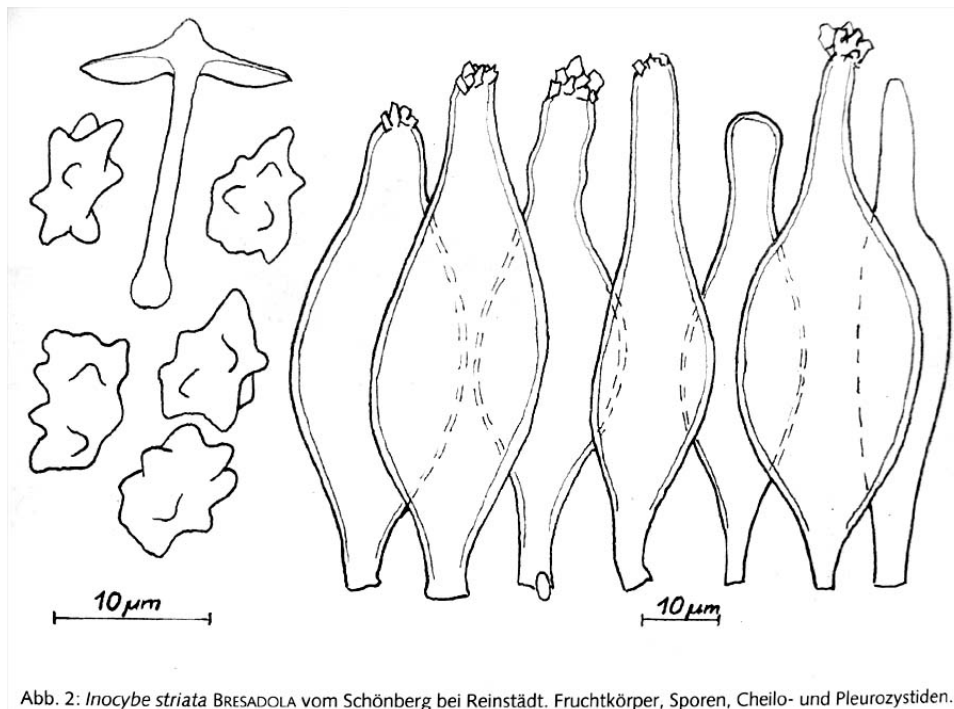 10 µm
10 µm
Abb. 2: Inocybe striata BRESADOLA vom Schönberg bei Reinstädt. Fruchtkörper, Sporen, Cheilo- und Pleurozystiden.